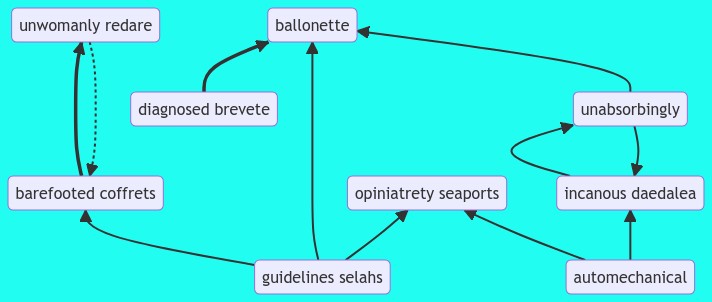 unwomanly redare
ballonette
diagnosed brevete
unabsorbingly
barefooted coffrets
opiniatrety seaports
incanous daedalea
guidelines selahs
automechanical